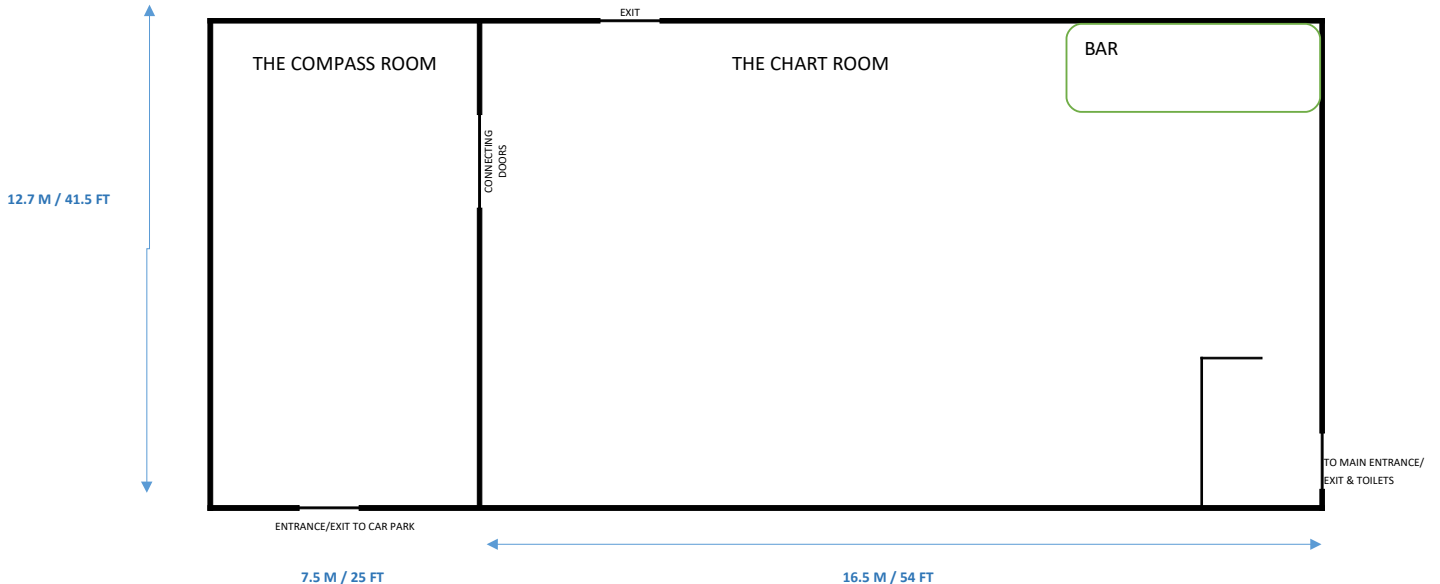 EXIT
THE COMPASS ROOM
THE CHART ROOM
BAR
CONNECTING
DOORS
12.7 M / 41.5 FT
TO MAIN ENTRANCE/
EXIT & TOILETS
ENTRANCE/EXIT TO CAR PARK
7.5 M / 25 FT
16.5 M / 54 FT